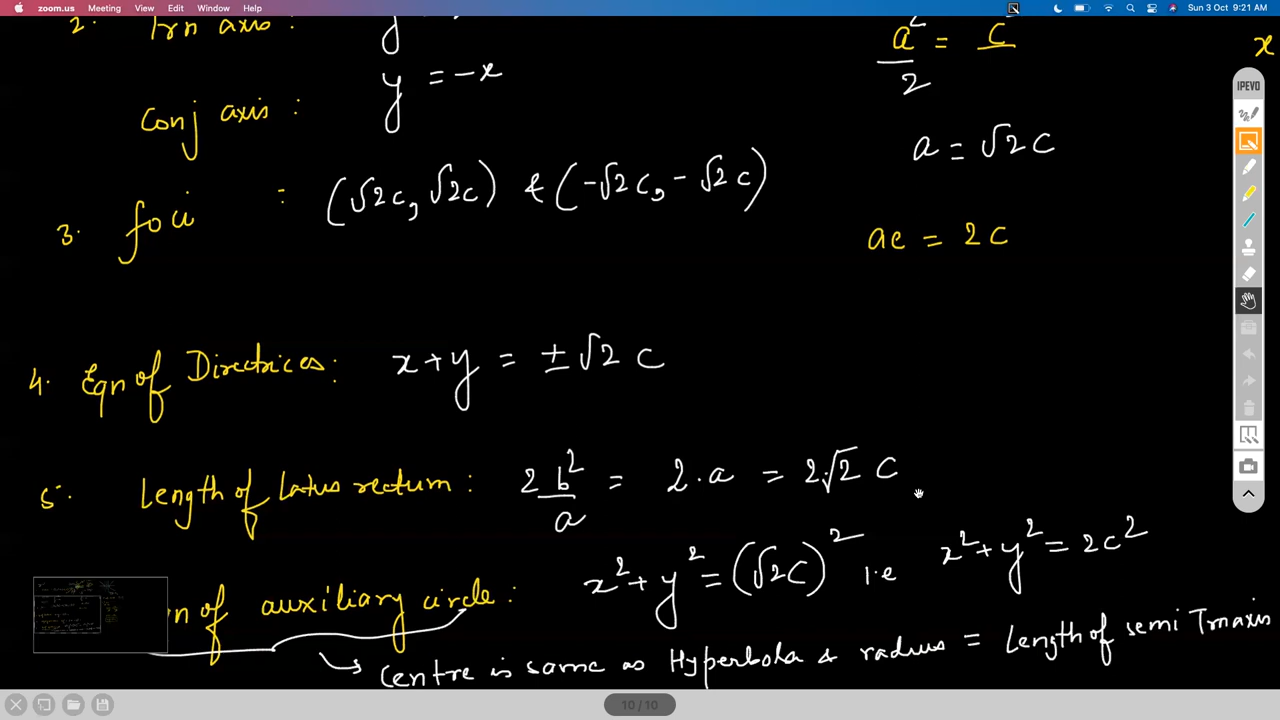 zoom.us Meeting View Edit Window Help Sun 3 Oct 9:21 AM
2. Trn axis : y
a²/2 = c
x
IPEVO
Conj axis : y = -x
a = √2 c
3. foci : (√2c, √2c) & (-√2c, -√2c)
ae = 2c
4. Eqn of Directrices : x+y = ±√2 c
5. Length of Latus rectum : 2b²/a = 2·a = 2√2 c
n of auxiliary circle : x²+y² = (√2c)² i.e x²+y² = 2c²
Centre is same as Hyperbola & radius = Length of semi Trnaxis
10 / 10